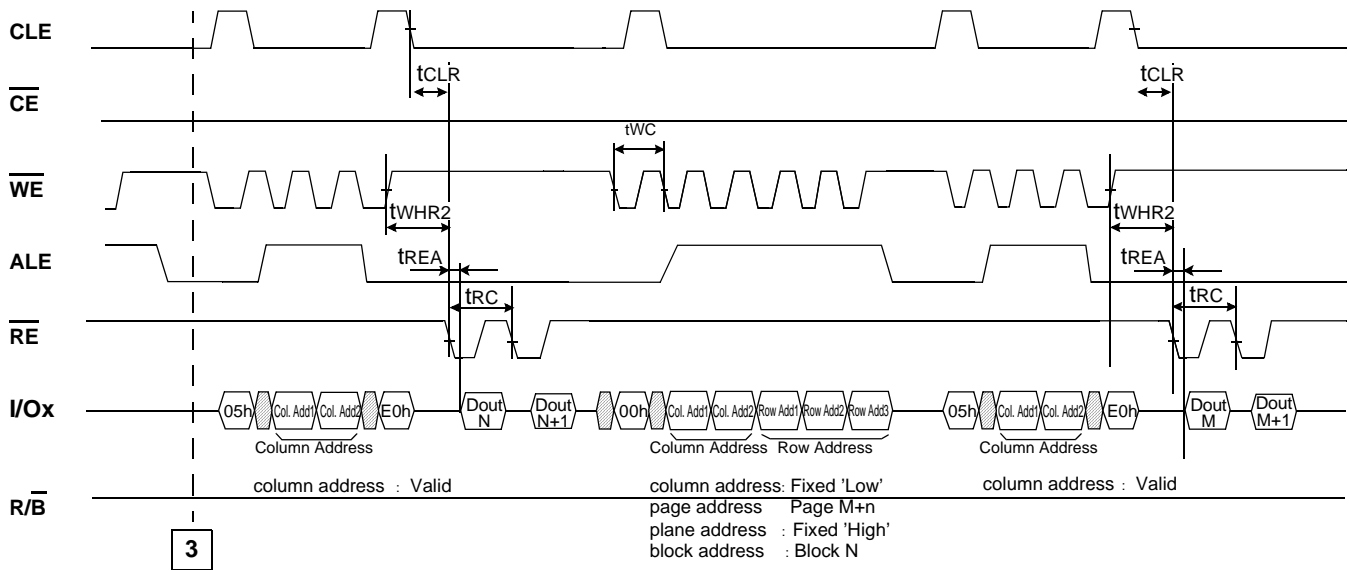 CLE
tCLR tCLR
CE
tWC
WE
tWHR2 tWHR2
ALE
tREA tREA
tRC tRC
RE
I/Ox 05h Col. Add1 Col. Add2 E0h Dout N Dout N+1 00h Col. Add1 Col. Add2 Row Add1 Row Add2 Row Add3 05h Col. Add1 Col. Add2 E0h Dout M Dout M+1
Column Address Column Address Row Address Column Address
column address : Valid column address: Fixed 'Low' column address : Valid
R/B page address Page M+n
plane address : Fixed 'High'
3 block address : Block N